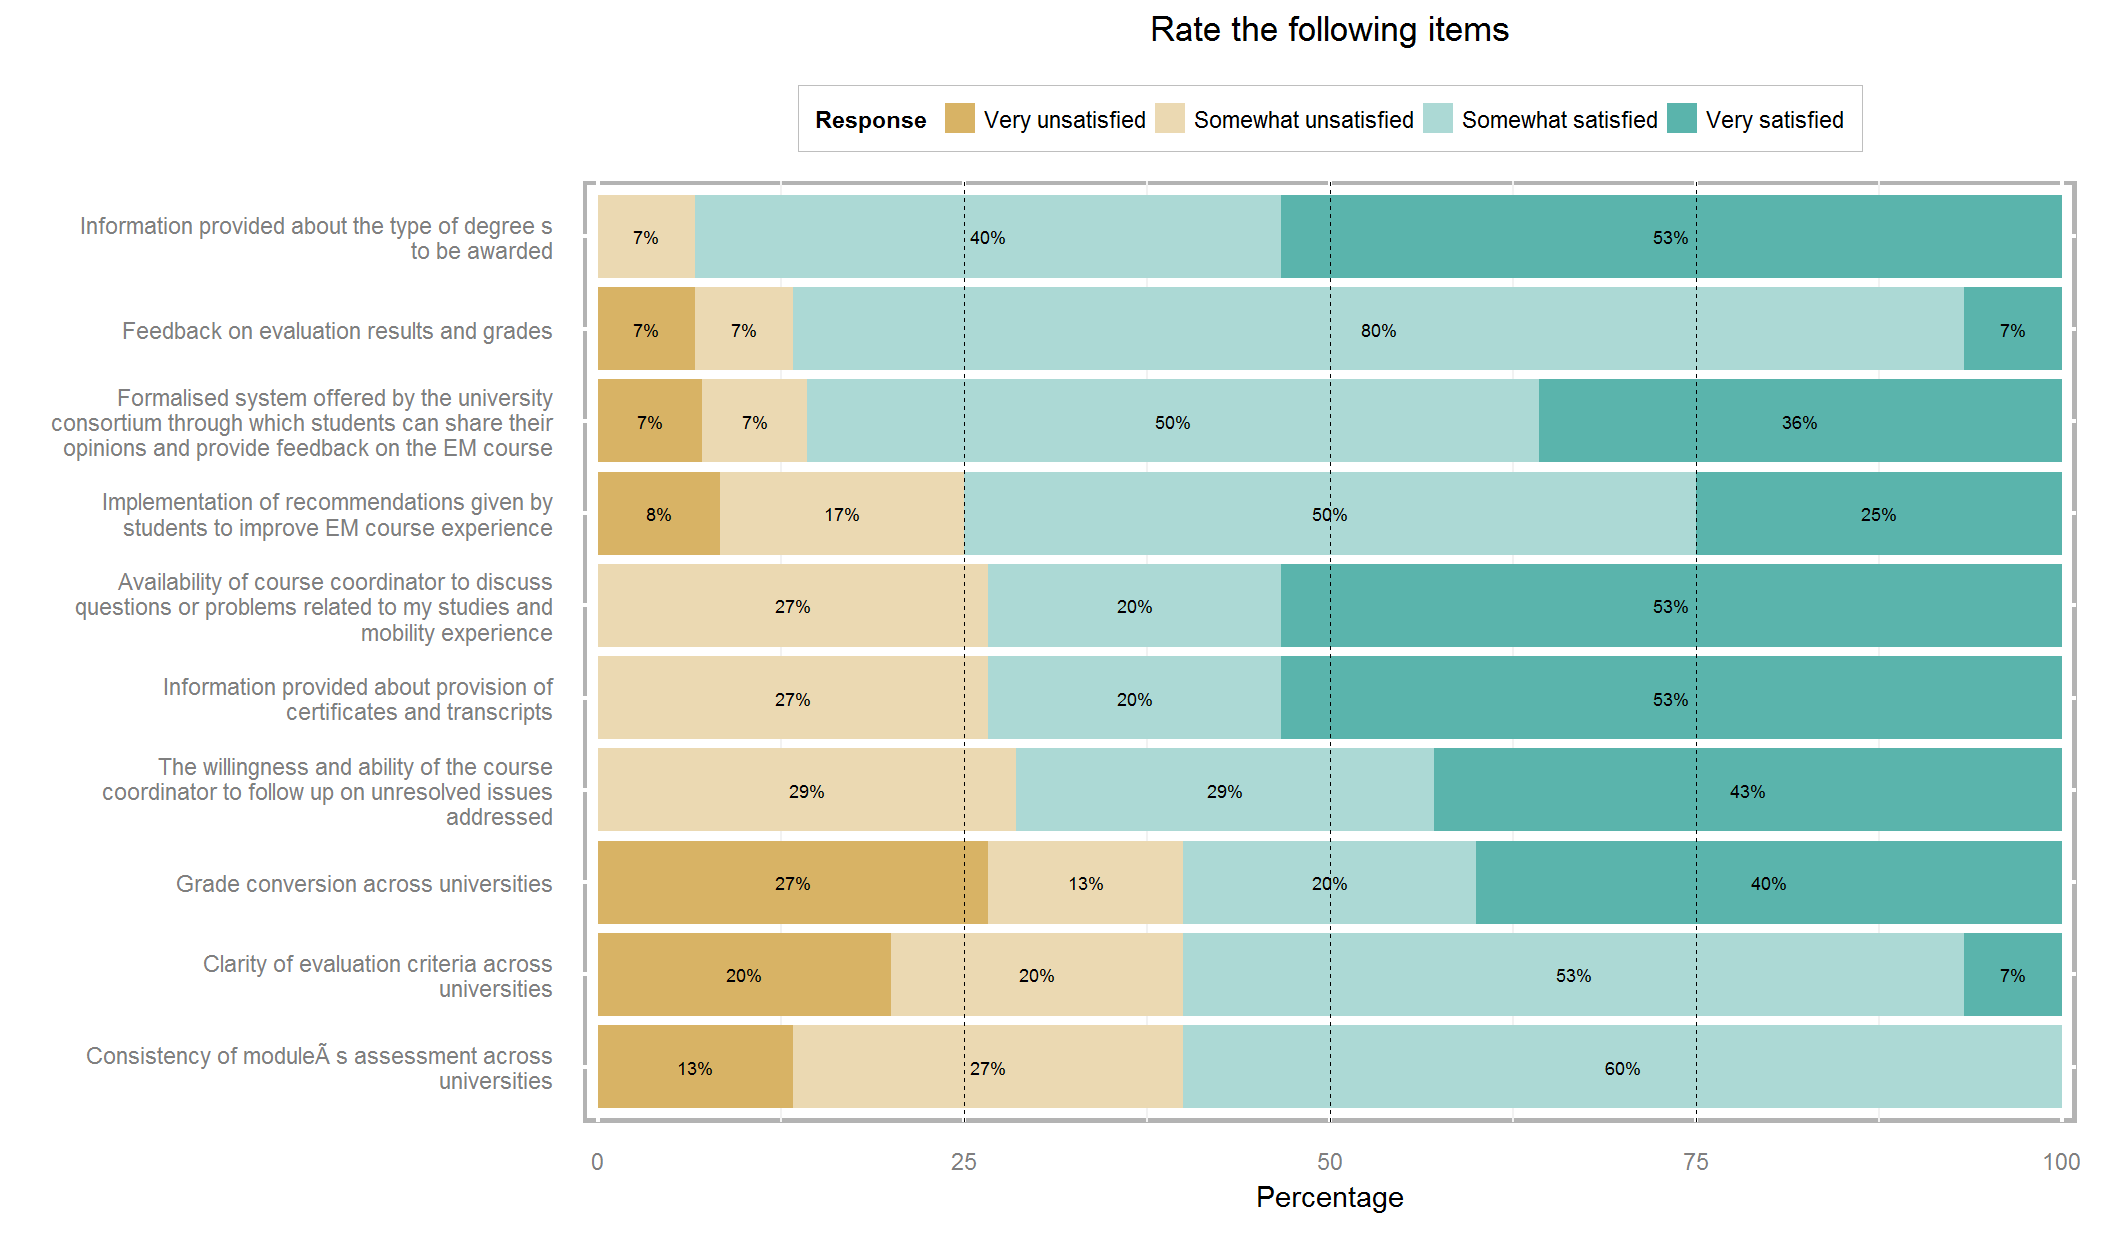 Rate the following items
Response Very unsatisfied Somewhat unsatisfied Somewhat satisfied Very satisfied
Information provided about the type of degree s
to be awarded
7% 40% 53%
Feedback on evaluation results and grades
7% 7% 80% 7%
Formalised system offered by the university
consortium through which students can share their
opinions and provide feedback on the EM course
7% 7% 50% 36%
Implementation of recommendations given by
students to improve EM course experience
8% 17% 50% 25%
Availability of course coordinator to discuss
questions or problems related to my studies and
mobility experience
27% 20% 53%
Information provided about provision of
certificates and transcripts
27% 20% 53%
The willingness and ability of the course
coordinator to follow up on unresolved issues
addressed
29% 29% 43%
Grade conversion across universities
27% 13% 20% 40%
Clarity of evaluation criteria across
universities
20% 20% 53% 7%
Consistency of moduleÃ s assessment across
universities
13% 27% 60%
0 25 50 75 100
Percentage